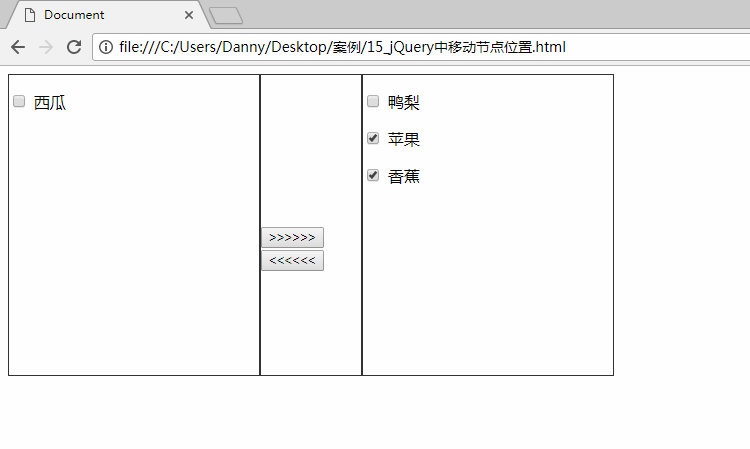 Document
file:///C:/Users/Danny/Desktop/案例/15_jQuery中移动节点位置.html
西瓜
鸭梨
苹果
香蕉
>>>>>>
<<<<<<